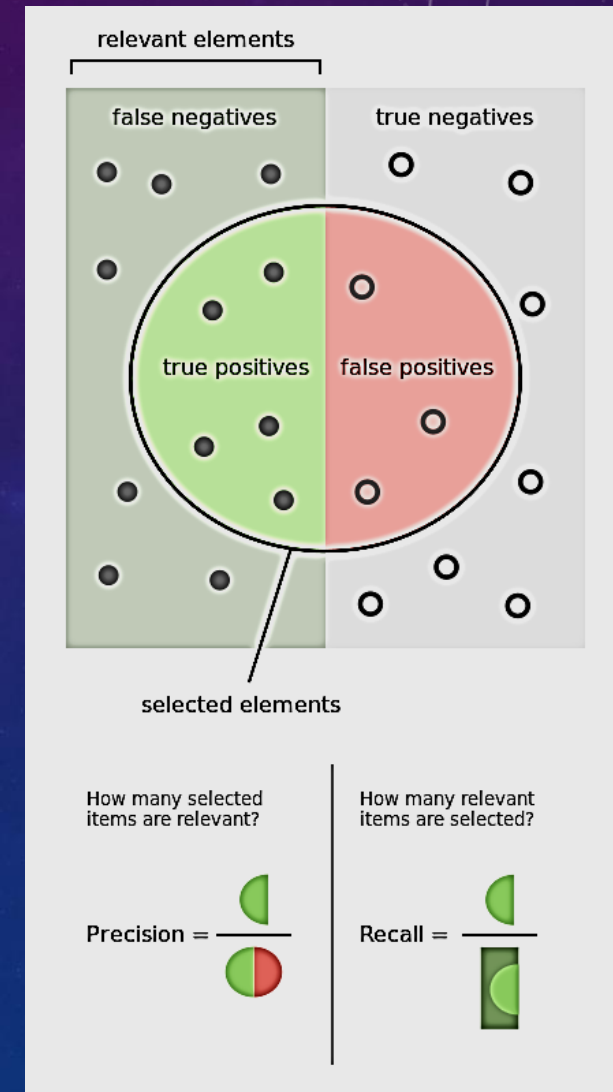 relevant elements
false negatives
true negatives
true positives
false positives
selected elements
How many selected
items are relevant?
Precision =
How many relevant
items are selected?
Recall =